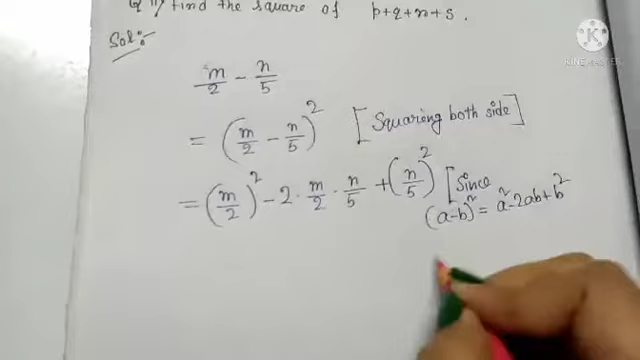 find the square of p+q+n+s.
Sol:-
m/2 - n/5
= (m/2 - n/5)² [Squaring both side]
= (m/2)² - 2 · m/2 · n/5 + (n/5)² [Since
(a-b)² = a² - 2ab + b²
KINEMASTER